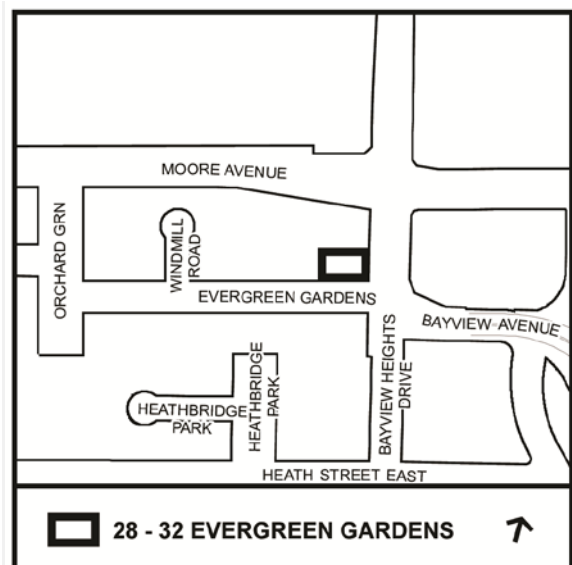 MOORE AVENUE
ORCHARD GRN
WINDMILL
ROAD
EVERGREEN GARDENS
BAYVIEW AVENUE
BAYVIEW HEIGHTS
DRIVE
HEATHBRIDGE
PARK
HEATHBRIDGE
PARK
HEATH STREET EAST
28 - 32 EVERGREEN GARDENS